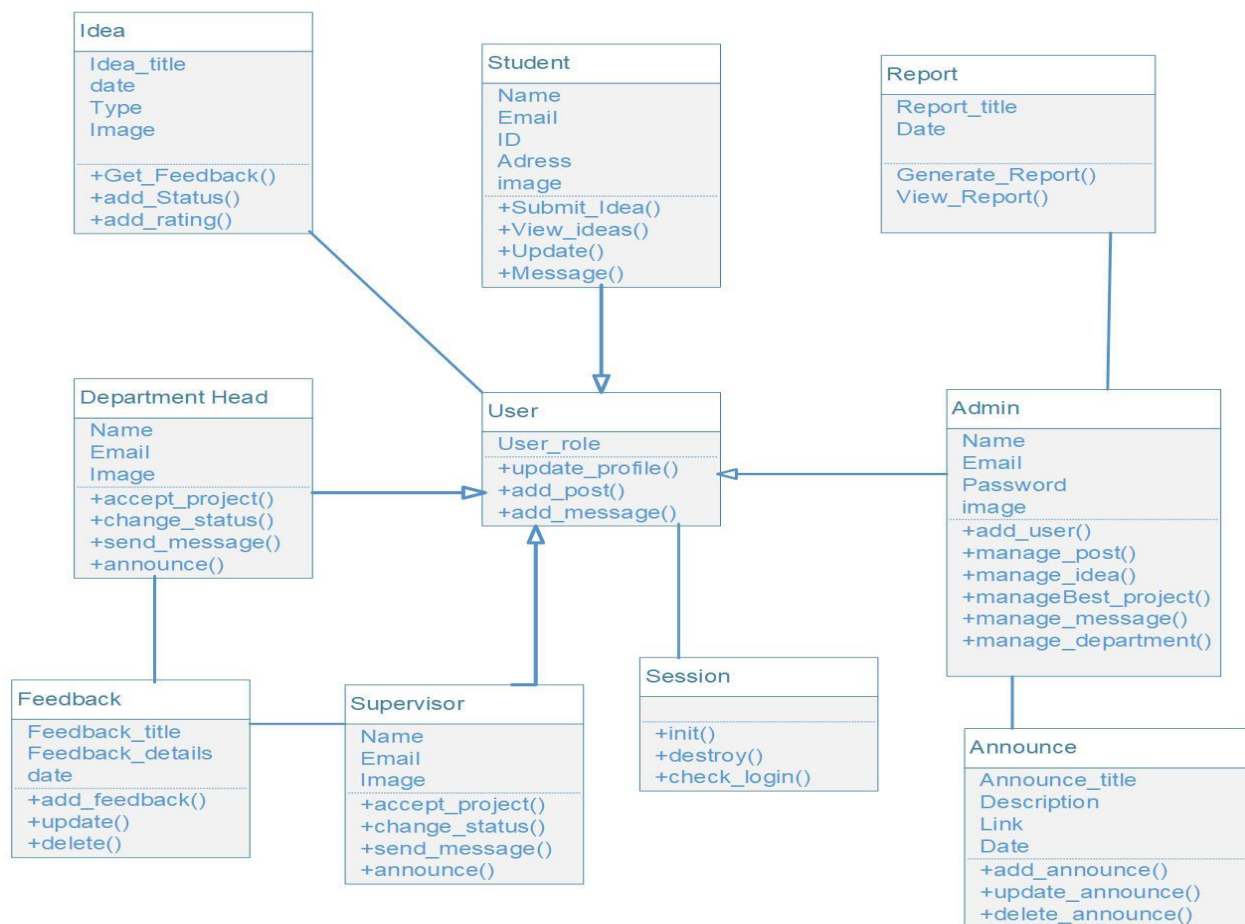 Idea
Idea_title
date
Type
Image
+Get_Feedback()
+add_Status()
+add_rating()
Student
Name
Email
ID
Adress
image
+Submit_Idea()
+View_ideas()
+Update()
+Message()
Report
Report_title
Date
Generate_Report()
View_Report()
Department Head
Name
Email
Image
+accept_project()
+change_status()
+send_message()
+announce()
User
User_role
+update_profile()
+add_post()
+add_message()
Admin
Name
Email
Password
image
+add_user()
+manage_post()
+manage_idea()
+manageBest_project()
+manage_message()
+manage_department()
Feedback
Feedback_title
Feedback_details
date
+add_feedback()
+update()
+delete()
Supervisor
Name
Email
Image
+accept_project()
+change_status()
+send_message()
+announce()
Session
+init()
+destroy()
+check_login()
Announce
Announce_title
Description
Link
Date
+add_announce()
+update_announce()
+delete_announce()